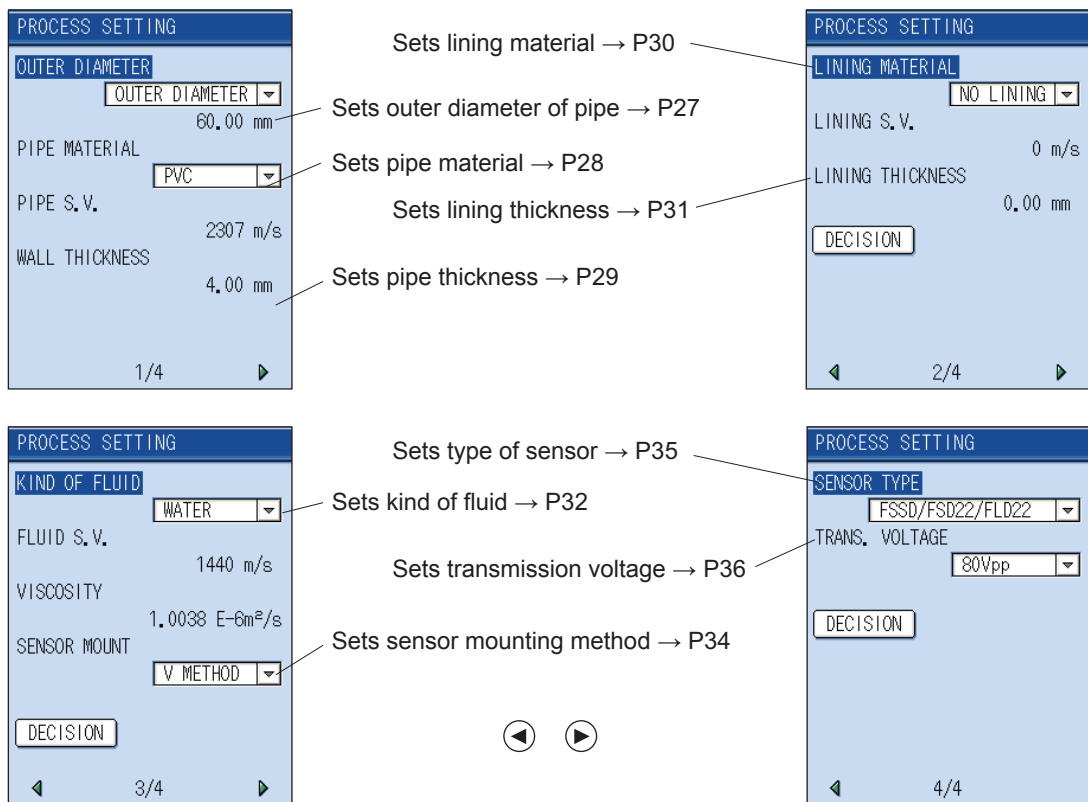 PROCESS SETTING
OUTER DIAMETER
OUTER DIAMETER
60.00 mm
PIPE MATERIAL
PVC
PIPE S.V.
2307 m/s
WALL THICKNESS
4.00 mm
1/4
Sets lining material → P30
Sets outer diameter of pipe → P27
Sets pipe material → P28
Sets lining thickness → P31
Sets pipe thickness → P29
PROCESS SETTING
LINING MATERIAL
NO LINING
LINING S.V.
0 m/s
LINING THICKNESS
0.00 mm
DECISION
2/4
PROCESS SETTING
KIND OF FLUID
WATER
FLUID S.V.
1440 m/s
VISCOSITY
1.0038 E-6m²/s
SENSOR MOUNT
V METHOD
DECISION
3/4
Sets type of sensor → P35
Sets kind of fluid → P32
Sets transmission voltage → P36
Sets sensor mounting method → P34
PROCESS SETTING
SENSOR TYPE
FSSD/FSD22/FLD22
TRANS. VOLTAGE
80Vpp
DECISION
4/4